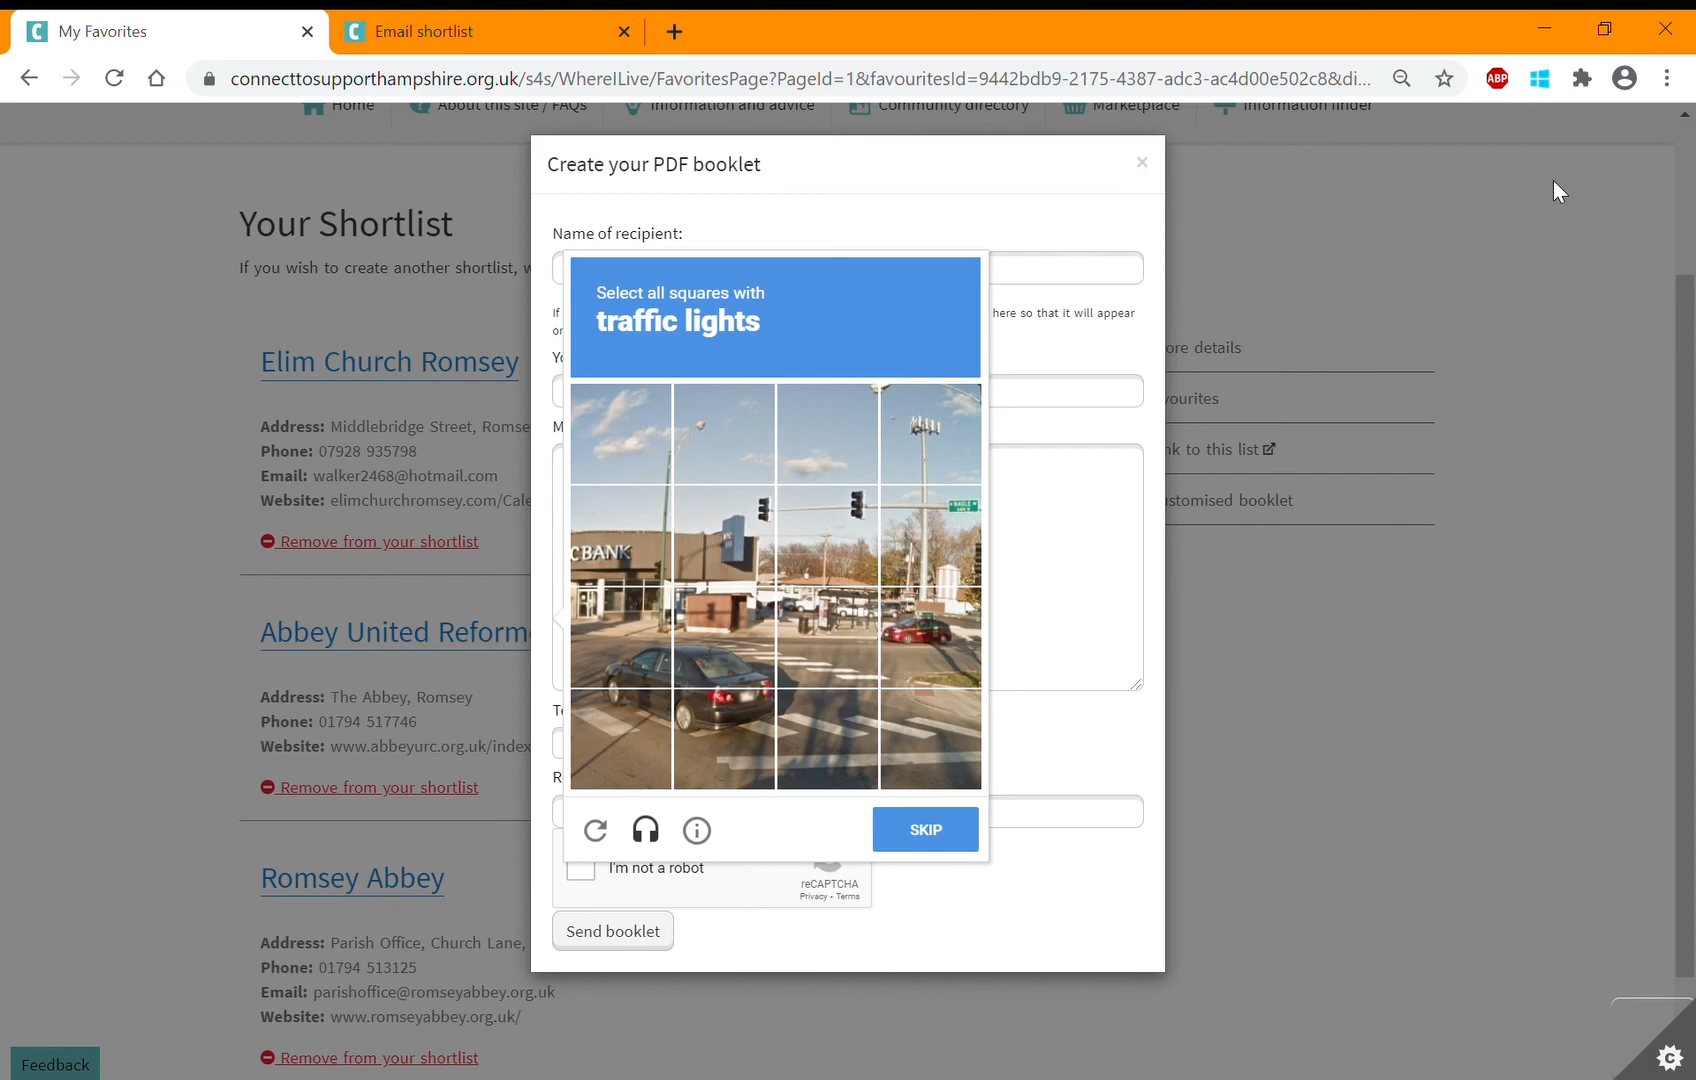 My Favorites
Email shortlist
connecttosupporthampshire.org.uk/s4s/WhereILive/FavoritesPage?PageId=1&favouritesId=9442bdb9-2175-4387-adc3-ac4d00e502c8&di...
ABP
Home
About this site / FAQs
Information and advice
Community directory
Marketplace
Information finder
Create your PDF booklet
Your Shortlist
If you wish to create another shortlist, w
Name of recipient:
Select all squares with
traffic lights
If
here so that it will appear
or
Yo
M
Elim Church Romsey
Address: Middlebridge Street, Romse
Phone: 07928 935798
Email: walker2468@hotmail.com
Website: elimchurchromsey.com/Cale
Remove from your shortlist
ore details
vourites
nk to this list
stomised booklet
C BANK
Abbey United Reform
Address: The Abbey, Romsey
Phone: 01794 517746
Website: www.abbeyurc.org.uk/index
Remove from your shortlist
Te
R
SKIP
I'm not a robot
reCAPTCHA
Privacy - Terms
Send booklet
Romsey Abbey
Address: Parish Office, Church Lane,
Phone: 01794 513125
Email: parishoffice@romseyabbey.org.uk
Website: www.romseyabbey.org.uk/
Remove from your shortlist
Feedback